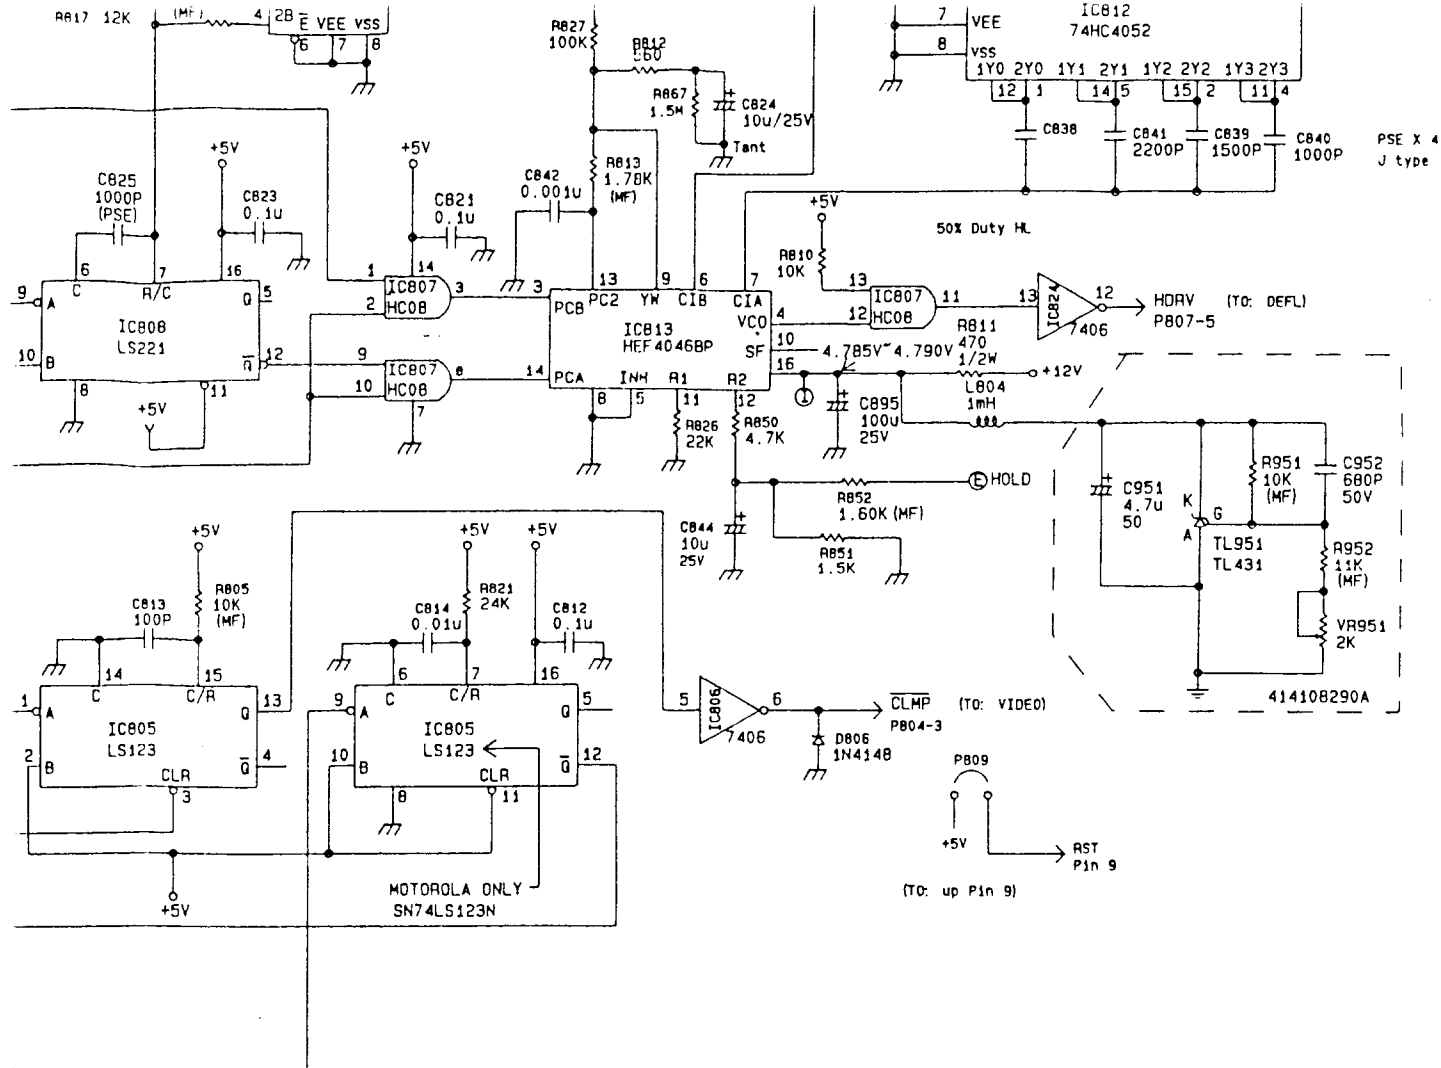 R817 12K
(MF)
4
2B
E VEE VSS
6
7
8
R827
100K
R812
560
R867
1.5M
C824
10u/25V
Tant
7
VEE
8
VSS
IC812
74HC4052
1Y0 2Y0 1Y1 2Y1 1Y2 2Y2 1Y3 2Y3
12 1 14 5 15 2 11 4
C838
C841
2200P
C839
1500P
C840
1000P
PSE X 4
J type
+5V
C825
1000P
(PSE)
C823
0.1u
+5V
C821
0.1u
C842
0.001u
R813
1.78K
(MF)
+5V
R810
10K
50% Duty HL
6
7
16
9
A
C
R/C
Q
5
IC808
LS221
10
B
Q
12
8
11
+5V
1
2
14
IC807
HC08
3
9
10
IC807
HC08
8
7
3
PCB
13
PC2
9
YW
6
CIB
7
CIA
VCO
4
IC813
HEF4046BP
SF
10
16
14
PCA
INH
R1
R2
8
5
11
12
13
12
IC807
HC08
11
13
IC824
7406
12
HDRV (TO: DEFL)
P807-5
4.785V~4.790V
R811
470
1/2W
+12V
L804
1mH
1
C895
100u
25V
R826
22K
R850
4.7K
R852
1.60K(MF)
E HOLD
C844
10u
25V
R851
1.5K
C951
4.7u
50
K
G
A
TL951
TL431
R951
10K
(MF)
C952
680P
50V
R952
11K
(MF)
VR951
2K
414108290A
+5V
R805
10K
(MF)
C813
100P
14
15
1
A
C
C/R
Q
13
IC805
LS123
2
B
Q
4
CLR
3
+5V
+5V
+5V
R821
24K
C814
0.01u
C812
0.1u
6
7
16
9
A
C
C/R
Q
5
IC805
LS123
10
B
Q
12
CLR
8
11
MOTOROLA ONLY
SN74LS123N
5
IC806
7406
6
CLMP (TO: VIDEO)
P804-3
D806
1N4148
P809
+5V
RST
Pin 9
(TO: up Pin 9)